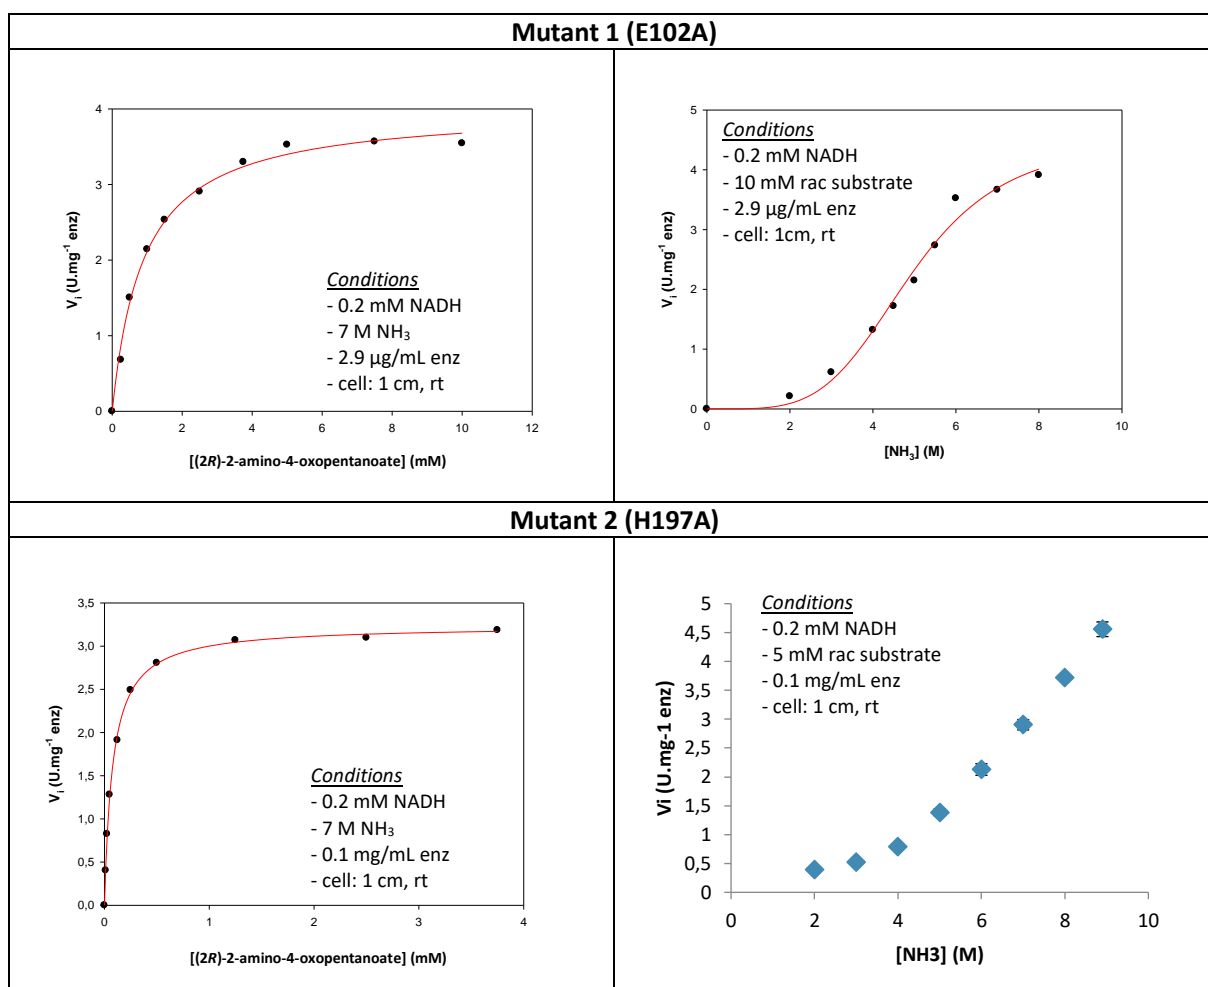 Mutant 1 (E102A)
4
3
2
1
0
0 2 4 6 8 10 12
Vi (U.mg-1 enz)
[(2R)-2-amino-4-oxopentanoate] (mM)
Conditions
- 0.2 mM NADH
- 7 M NH3
- 2.9 µg/mL enz
- cell: 1 cm, rt
5
4
3
2
1
0
0 2 4 6 8 10
Vi (U.mg-1 enz)
[NH3] (M)
Conditions
- 0.2 mM NADH
- 10 mM rac substrate
- 2.9 µg/mL enz
- cell: 1cm, rt
Mutant 2 (H197A)
3,5
3,0
2,5
2,0
1,5
1,0
0,5
0,0
0 1 2 3 4
Vi (U.mg-1 enz)
[(2R)-2-amino-4-oxopentanoate] (mM)
Conditions
- 0.2 mM NADH
- 7 M NH3
- 0.1 mg/mL enz
- cell: 1 cm, rt
5
4,5
4
3,5
3
2,5
2
1,5
1
0,5
0
0 2 4 6 8 10
Vi (U.mg-1 enz)
[NH3] (M)
Conditions
- 0.2 mM NADH
- 5 mM rac substrate
- 0.1 mg/mL enz
- cell: 1 cm, rt